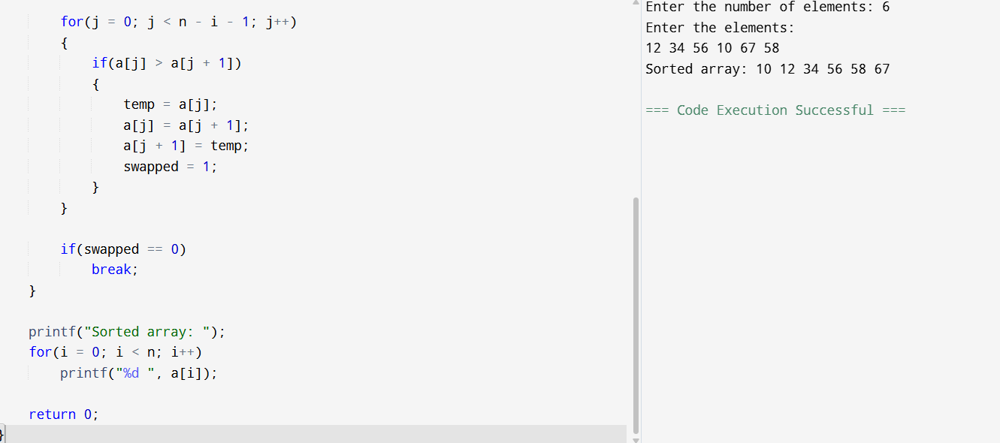 for(j = 0; j < n - i - 1; j++)
{
if(a[j] > a[j + 1])
{
temp = a[j];
a[j] = a[j + 1];
a[j + 1] = temp;
swapped = 1;
}
}
if(swapped == 0)
break;
}
printf("Sorted array: ");
for(i = 0; i < n; i++)
printf("%d ", a[i]);
return 0;
}
Enter the number of elements: 6
Enter the elements:
12 34 56 10 67 58
Sorted array: 10 12 34 56 58 67
=== Code Execution Successful ===